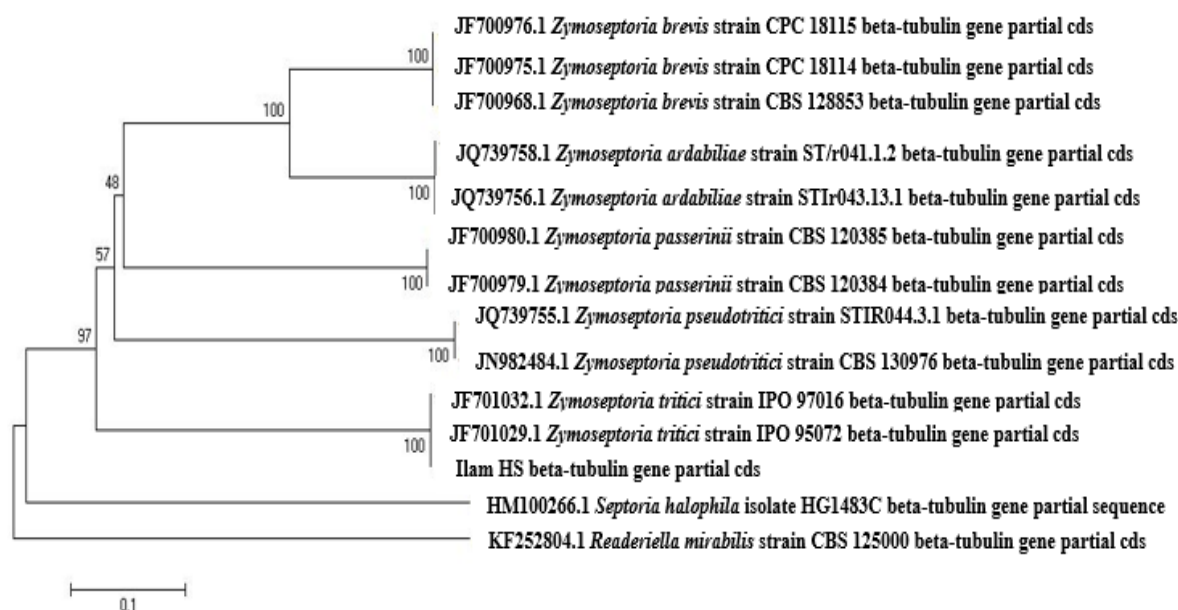 JF700976.1 Zymoseptoria brevis strain CPC 18115 beta-tubulin gene partial cds
100
JF700975.1 Zymoseptoria brevis strain CPC 18114 beta-tubulin gene partial cds
JF700968.1 Zymoseptoria brevis strain CBS 128853 beta-tubulin gene partial cds
100
JQ739758.1 Zymoseptoria ardabiliae strain ST/r041.1.2 beta-tubulin gene partial cds
48
100
JQ739756.1 Zymoseptoria ardabiliae strain STIr043.13.1 beta-tubulin gene partial cds
JF700980.1 Zymoseptoria passerinii strain CBS 120385 beta-tubulin gene partial cds
57
100
JF700979.1 Zymoseptoria passerinii strain CBS 120384 beta-tubulin gene partial cds
JQ739755.1 Zymoseptoria pseudotritici strain STIR044.3.1 beta-tubulin gene partial cds
97
100
JN982484.1 Zymoseptoria pseudotritici strain CBS 130976 beta-tubulin gene partial cds
JF701032.1 Zymoseptoria tritici strain IPO 97016 beta-tubulin gene partial cds
JF701029.1 Zymoseptoria tritici strain IPO 95072 beta-tubulin gene partial cds
100
Ilam HS beta-tubulin gene partial cds
HM100266.1 Septoria halophila isolate HG1483C beta-tubulin gene partial sequence
KF252804.1 Readeriella mirabilis strain CBS 125000 beta-tubulin gene partial cds
0.1